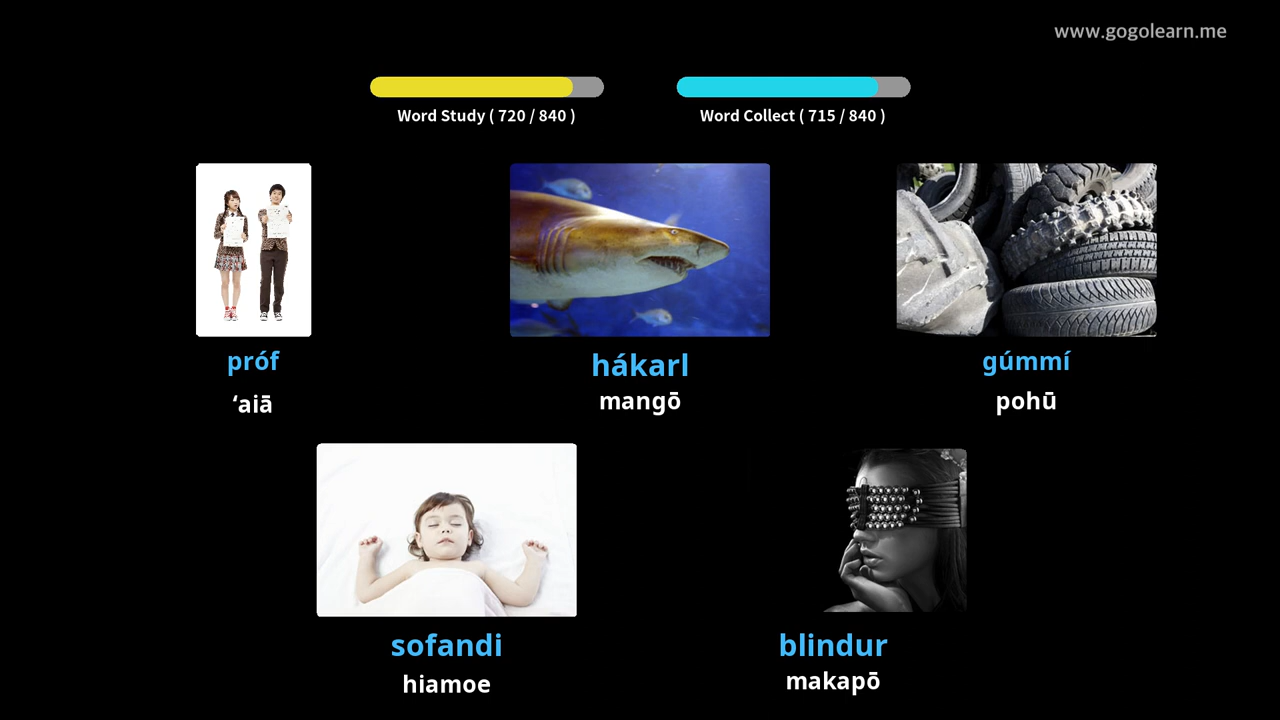 www.gogolearn.me
Word Study ( 720 / 840 )
Word Collect ( 715 / 840 )
próf
hákarl
gúmmí
ʻaiā
mangō
pohū
sofandi
blindur
hiamoe
makapō